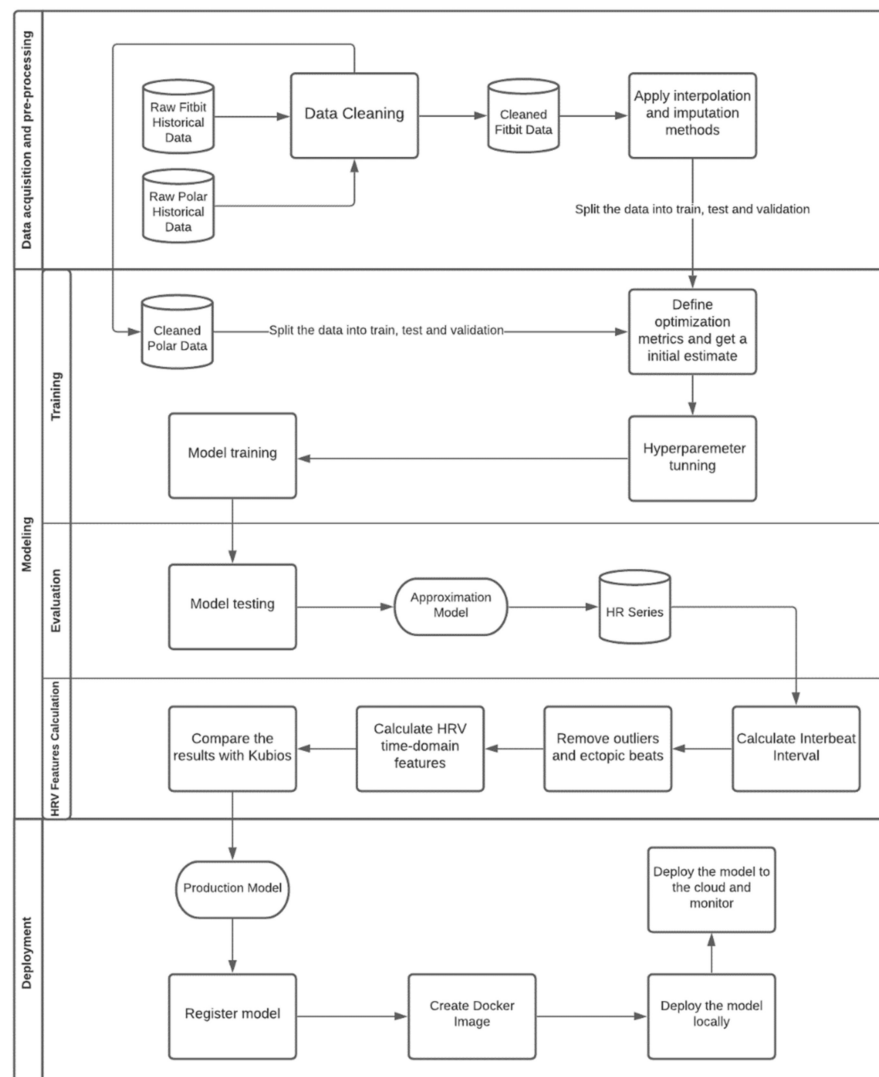 Data acquisition and pre-processing
Raw Fitbit
Historical
Data
Raw Polar
Historical
Data
Data Cleaning
Cleaned
Fitbit Data
Apply interpolation
and imputation
methods
Split the data into train, test and validation
Modeling
Training
Cleaned
Polar Data
Split the data into train, test and validation
Define
optimization
metrics and get a
initial estimate
Model training
Hyperparemeter
tunning
Evaluation
Model testing
Approximation
Model
HR Series
HRV Features Calculation
Compare the
results with Kubios
Calculate HRV
time-domain
features
Remove outliers
and ectopic beats
Calculate Interbeat
Interval
Deployment
Production Model
Deploy the model to
the cloud and
monitor
Register model
Create Docker
Image
Deploy the model
locally